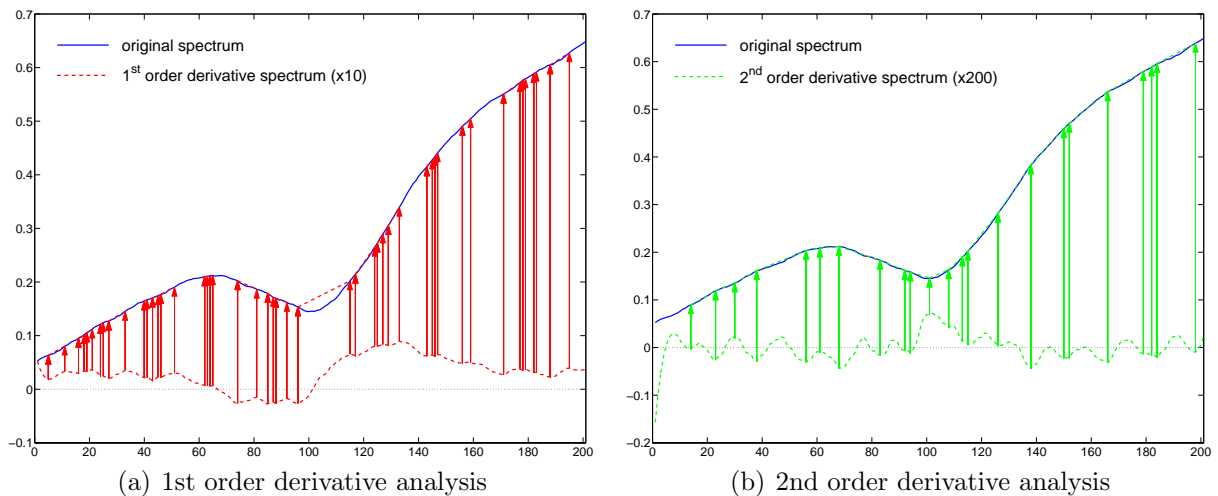 0.7
0.6
0.5
0.4
0.3
0.2
0.1
0
−0.1
0 20 40 60 80 100 120 140 160 180 200
original spectrum
1st order derivative spectrum (x10)
(a) 1st order derivative analysis
0.7
0.6
0.5
0.4
0.3
0.2
0.1
0
−0.1
−0.2
0 20 40 60 80 100 120 140 160 180 200
original spectrum
2nd order derivative spectrum (x200)
(b) 2nd order derivative analysis